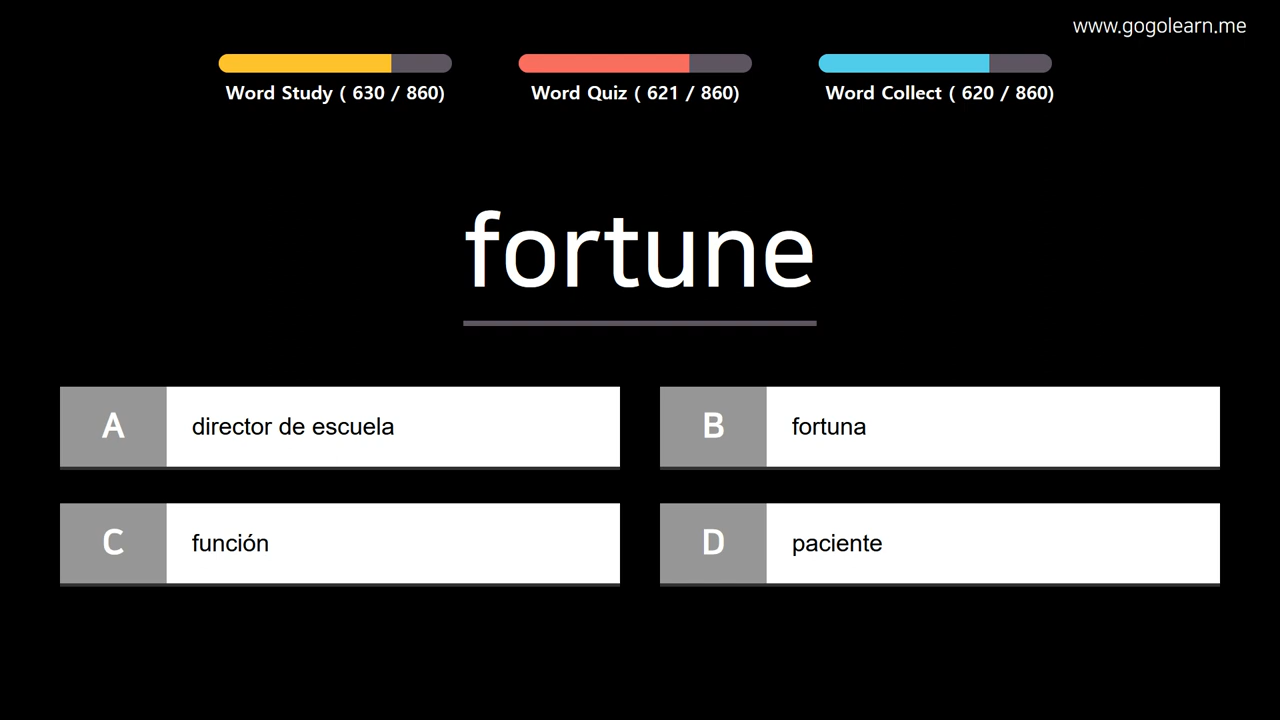 www.gogolearn.me
Word Study ( 630 / 860)
Word Quiz ( 621 / 860)
Word Collect ( 620 / 860)
fortune
A director de escuela
B fortuna
C función
D paciente